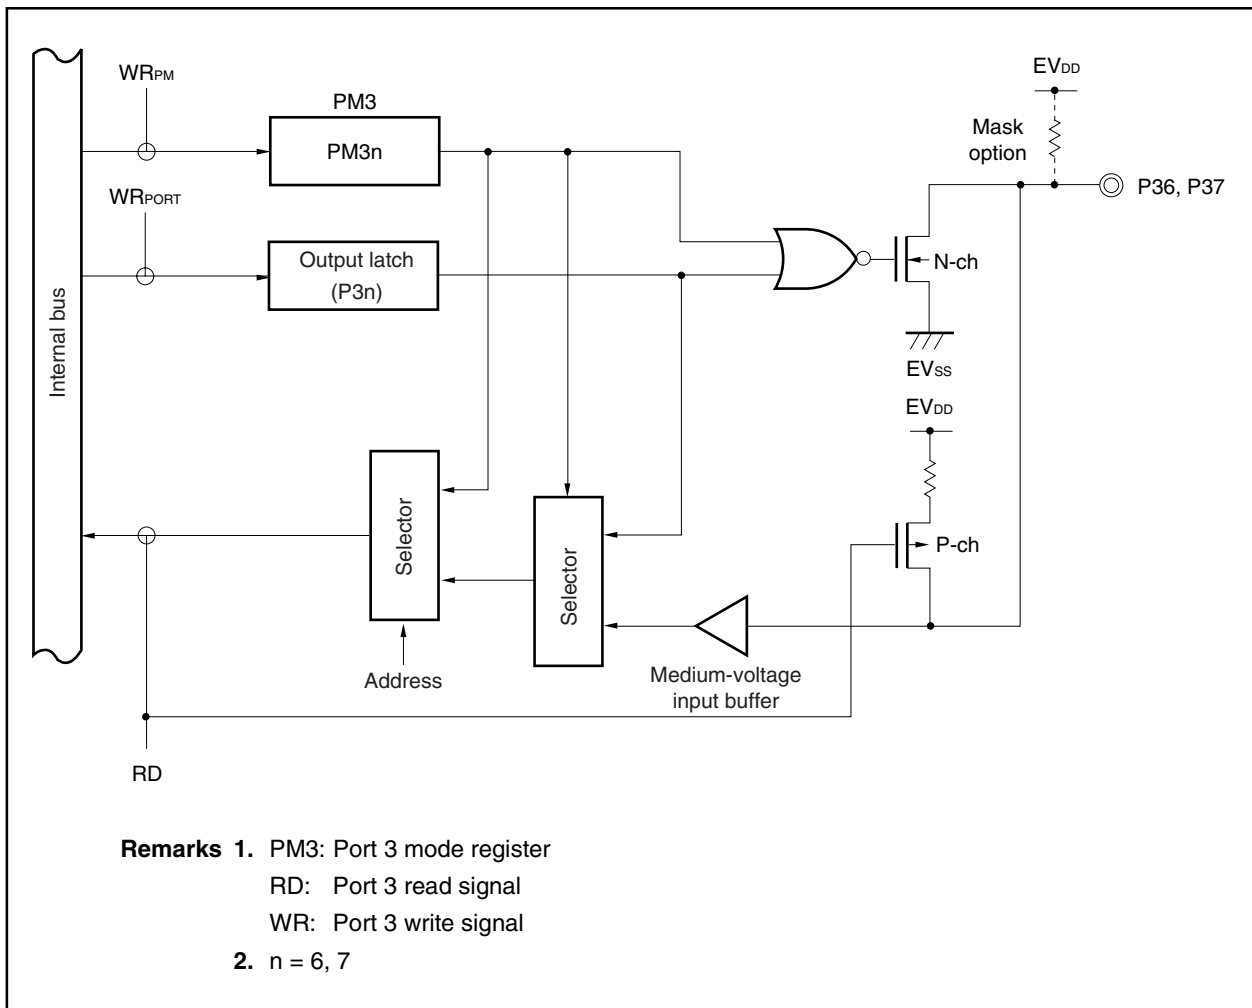 WRPM
PM3
PM3n
WRPORT
Output latch
(P3n)
Internal bus
EVDD
Mask
option
P36, P37
N-ch
EVSS
EVDD
P-ch
Selector
Selector
Address
Medium-voltage
input buffer
RD
Remarks 1. PM3: Port 3 mode register
RD: Port 3 read signal
WR: Port 3 write signal
2. n = 6, 7